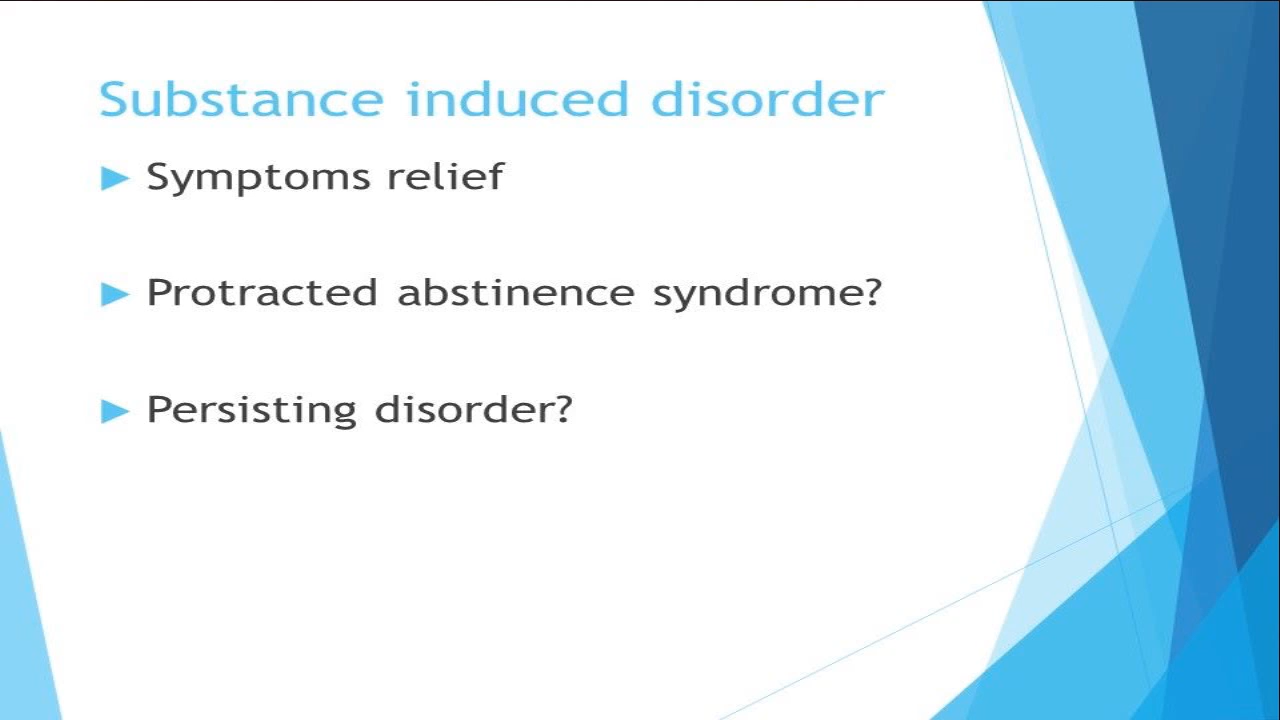 Substance induced disorder
Symptoms relief
Protracted abstinence syndrome?
Persisting disorder?